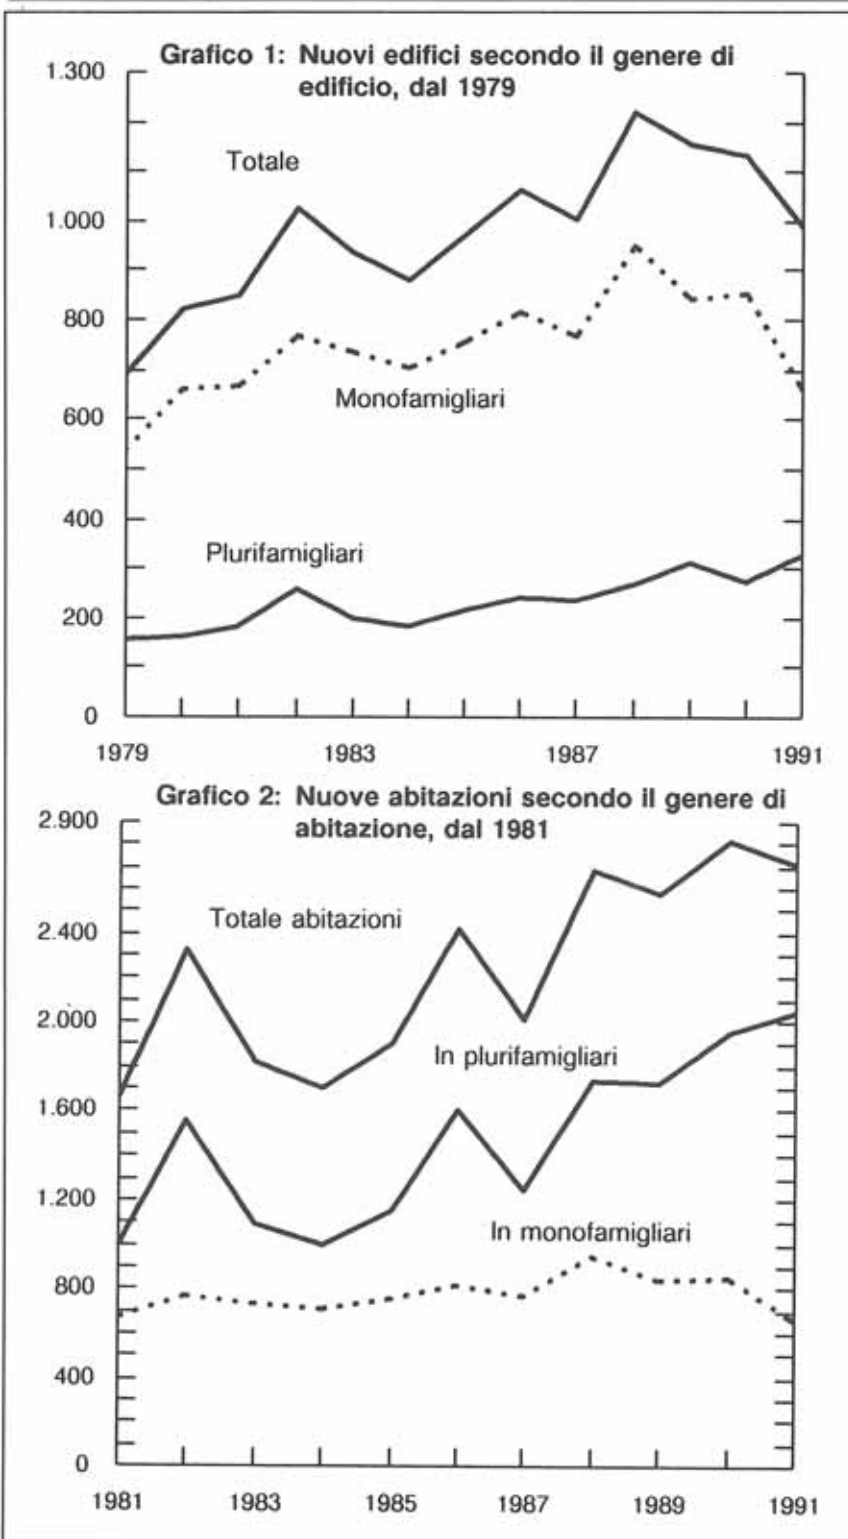 Grafico 1: Nuovi edifici secondo il genere di
edificio, dal 1979
1.300
1.000
800
600
400
200
0
Totale
Monofamigliari
Plurifamigliari
1979 1983 1987 1991
Grafico 2: Nuove abitazioni secondo il genere di
abitazione, dal 1981
2.900
2.400
2.000
1.600
1.200
800
400
0
Totale abitazioni
In plurifamigliari
In monofamigliari
1981 1983 1985 1987 1989 1991